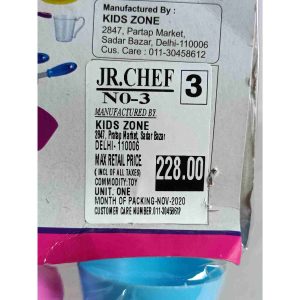 Manufactured By :
KIDS ZONE
2847, Partap Market,
Sadar Bazar, Delhi-110006
Cus. Care : 011-30458612
JR.CHEF 3
NO-3
MANUFACTURED BY
KIDS ZONE
2847, Partap Market, Sadar Bazar
DELHI- 110006
MAX RETAIL PRICE 228.00
( INCL OF ALL TAXES)
COMMODITY:TOY
UNIT. ONE
MONTH OF PACKING-NOV-2020
CUSTOMER CARE NUMBER.011-30458612